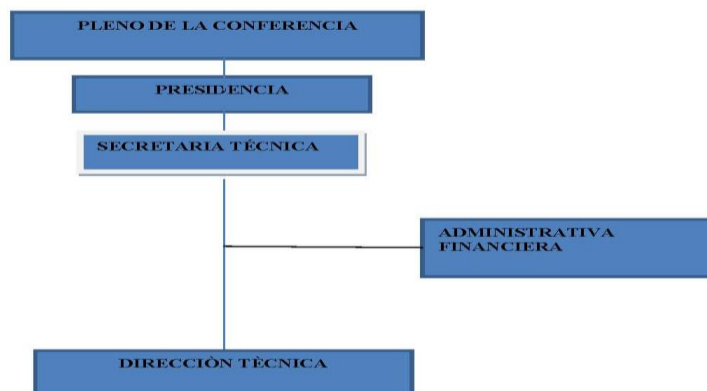 PLENO DE LA CONFERENCIA
PRESIDENCIA
SECRETARIA TÉCNICA
ADMINISTRATIVA
FINANCIERA
DIRECCIÒN TÈCNICA